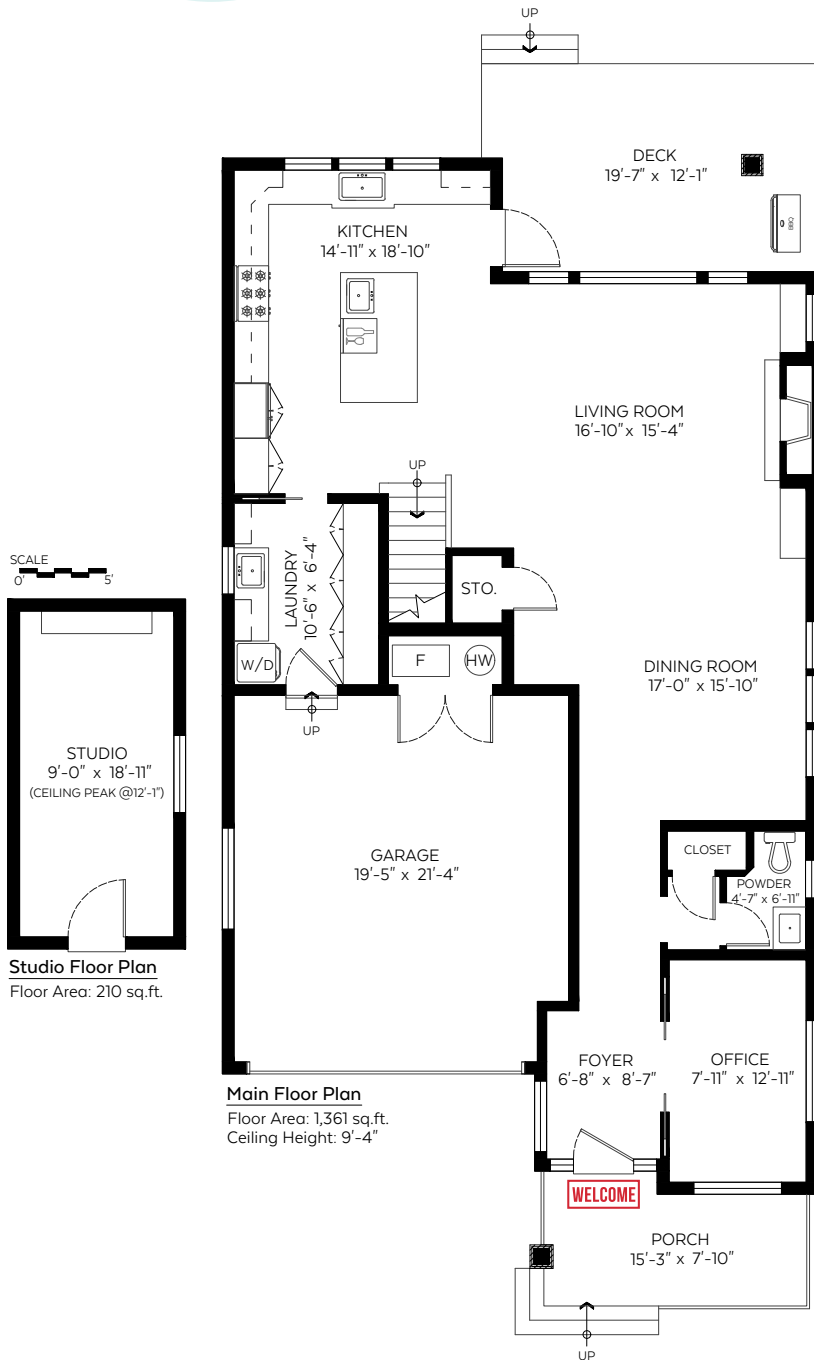 UP
DECK
19'-7" x 12'-1"
BBQ
KITCHEN
14'-11" x 18'-10"
LIVING ROOM
16'-10" x 15'-4"
UP
SCALE
0' 5'
LAUNDRY
10'-6" x 6'-4"
STO.
W/D
F
HW
UP
DINING ROOM
17'-0" x 15'-10"
STUDIO
9'-0" x 18'-11"
(CEILING PEAK @12'-1")
GARAGE
19'-5" x 21'-4"
CLOSET
POWDER
4'-7" x 6'-11"
Studio Floor Plan
Floor Area: 210 sq.ft.
FOYER
6'-8" x 8'-7"
OFFICE
7'-11" x 12'-11"
Main Floor Plan
Floor Area: 1,361 sq.ft.
Ceiling Height: 9'-4"
WELCOME
PORCH
15'-3" x 7'-10"
UP